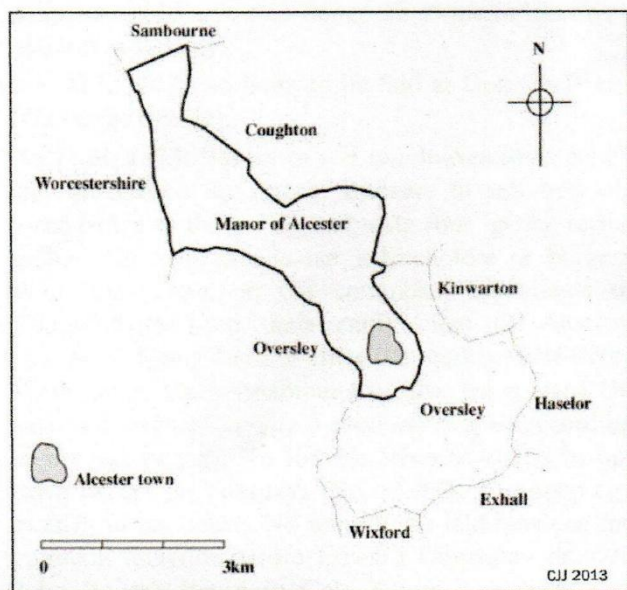 Sambourne
N
Coughton
Worcestershire
Manor of Alcester
Kinwarton
Oversley
Oversley
Haselor
Alcester town
Exhall
Wixford
0 3km
CJJ 2013